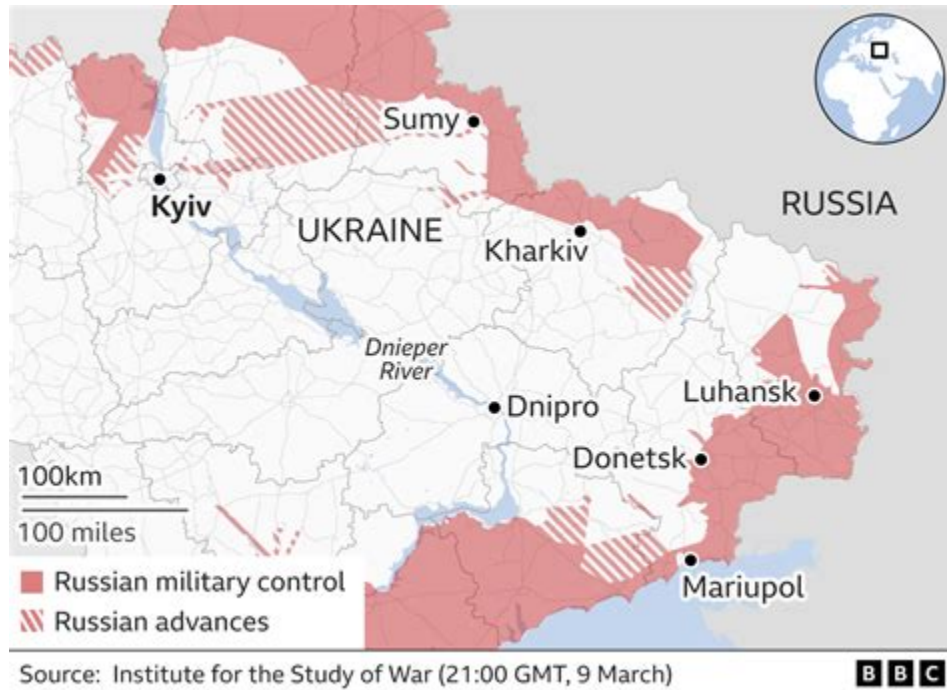 Sumy
Kyiv
UKRAINE
RUSSIA
Kharkiv
Dnieper
River
Dnipro
Luhansk
Donetsk
Mariupol
100km
100 miles
Russian military control
Russian advances
Source: Institute for the Study of War (21:00 GMT, 9 March)
BBC